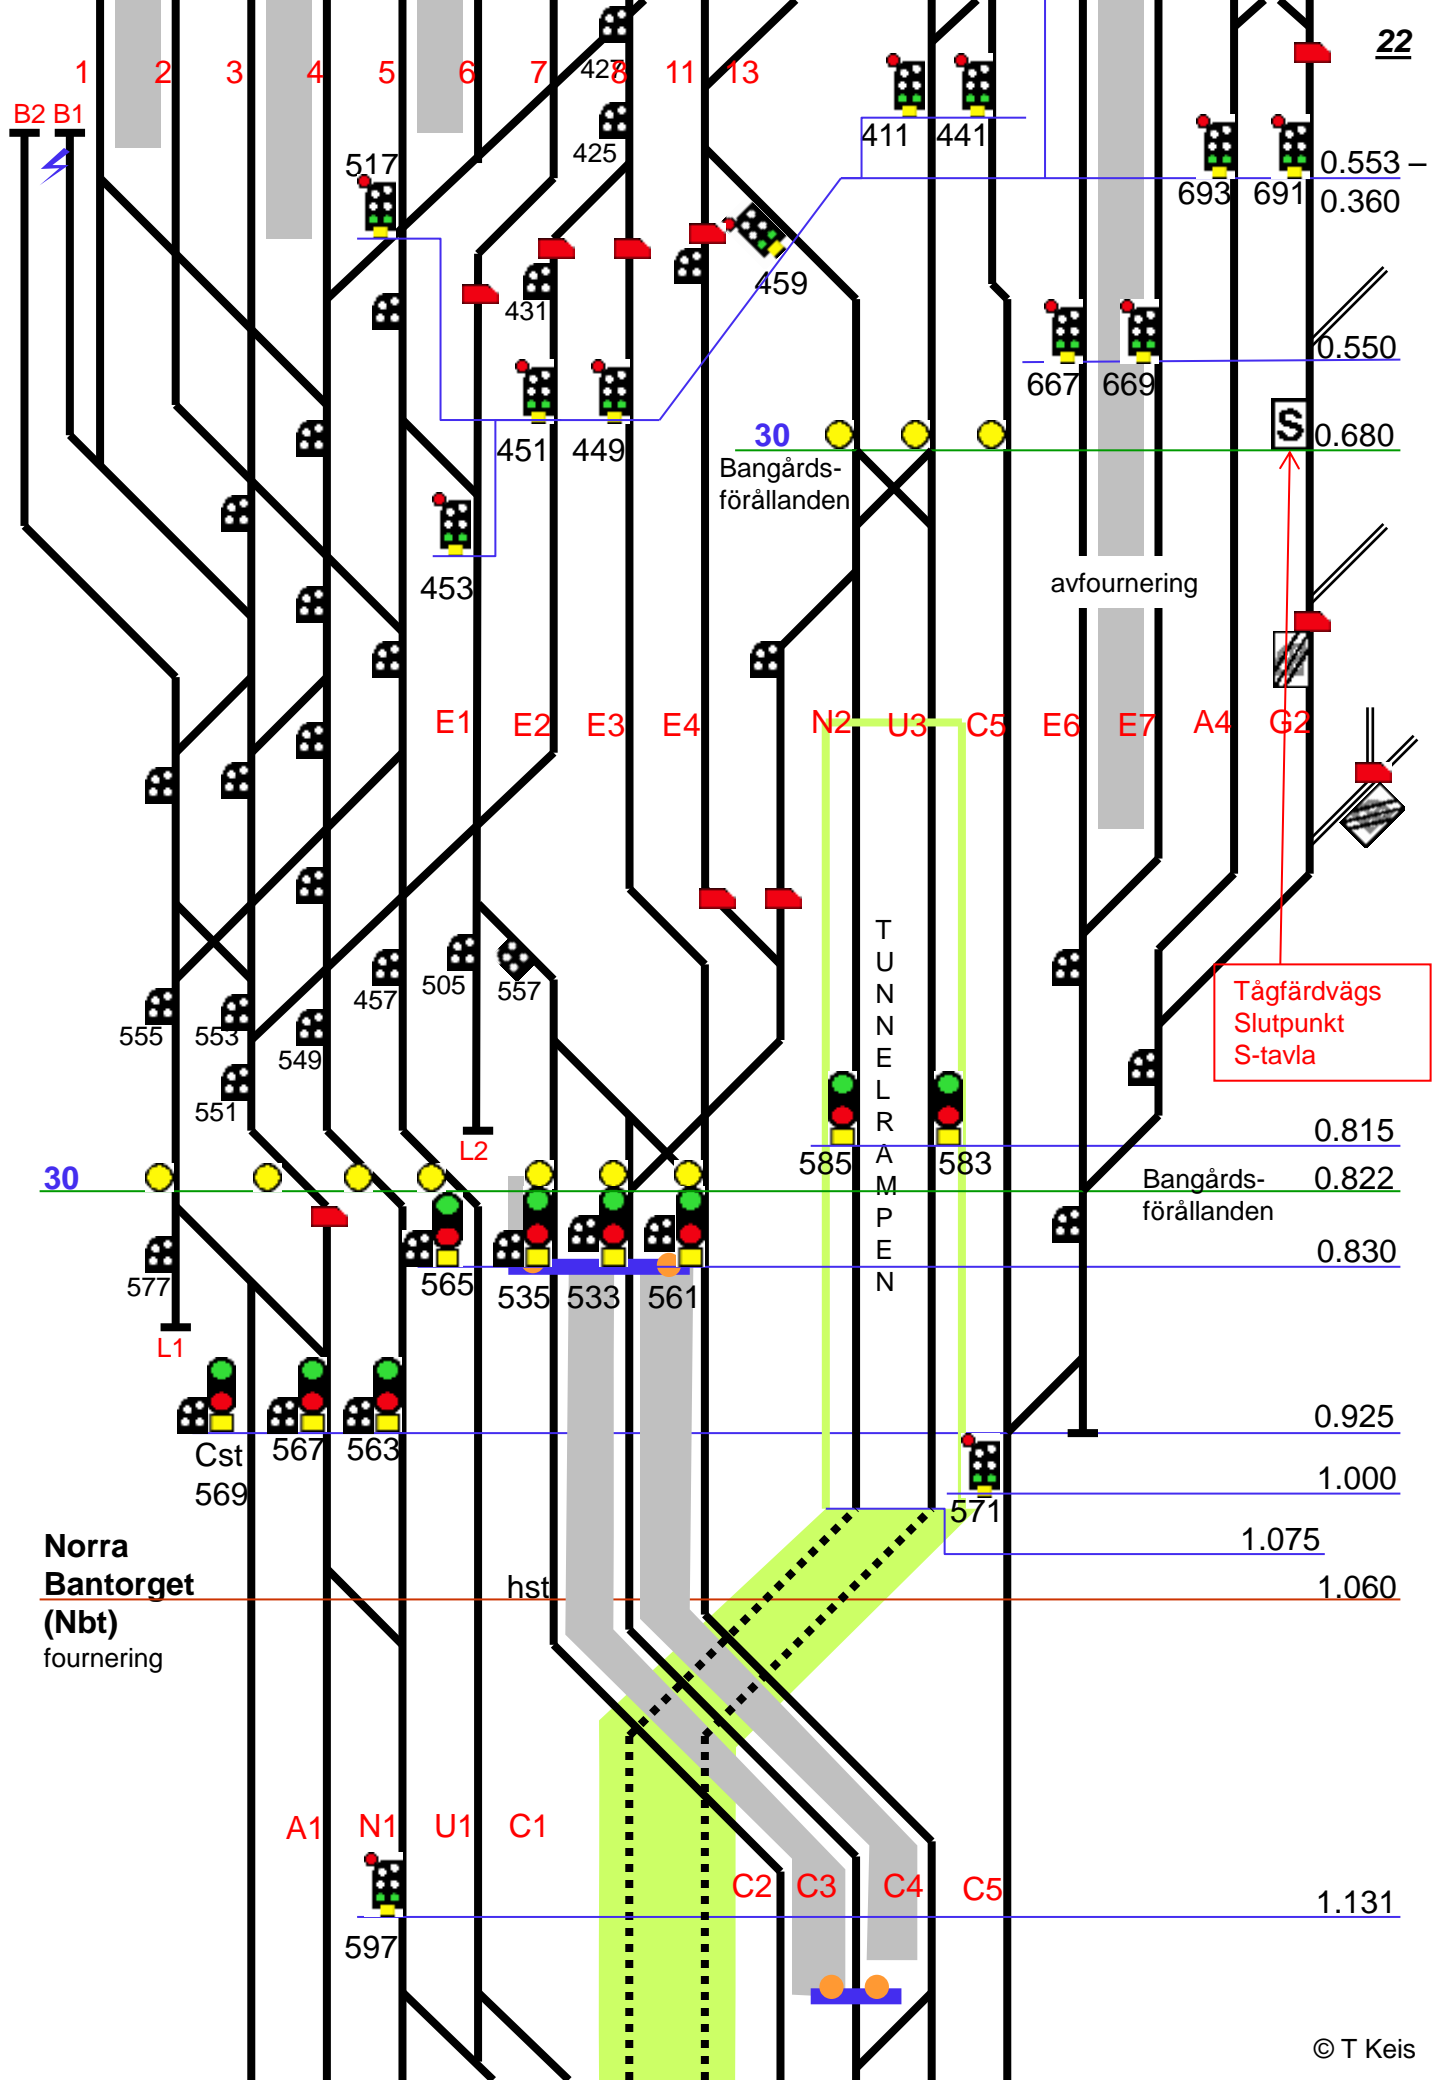 22
1 2 3 4 5 6 7 427 8 11 13
B2 B1
411 441
425
517
0.553 –
693 691 0.360
459
431
0.550
667 669
30 0.680
451 449
Bangårds-
förållanden
S
avfournering
453
E1 E2 E3 E4 N2 U3 C5 E6 E7 A4 G2
TUNNELRAMPEN
505 557
457
Tågfärdvägs
Slutpunkt
S-tavla
555 553 549
551
0.815
L2
585 583
30 Bangårds- 0.822
förållanden
0.830
577 565 535 533 561
L1
0.925
Cst 567 563
569
1.000
571
1.075
Norra
Bantorget hst 1.060
(Nbt)
fournering
A1 N1 U1 C1
C2 C3 C4 C5
1.131
597
© T Keis